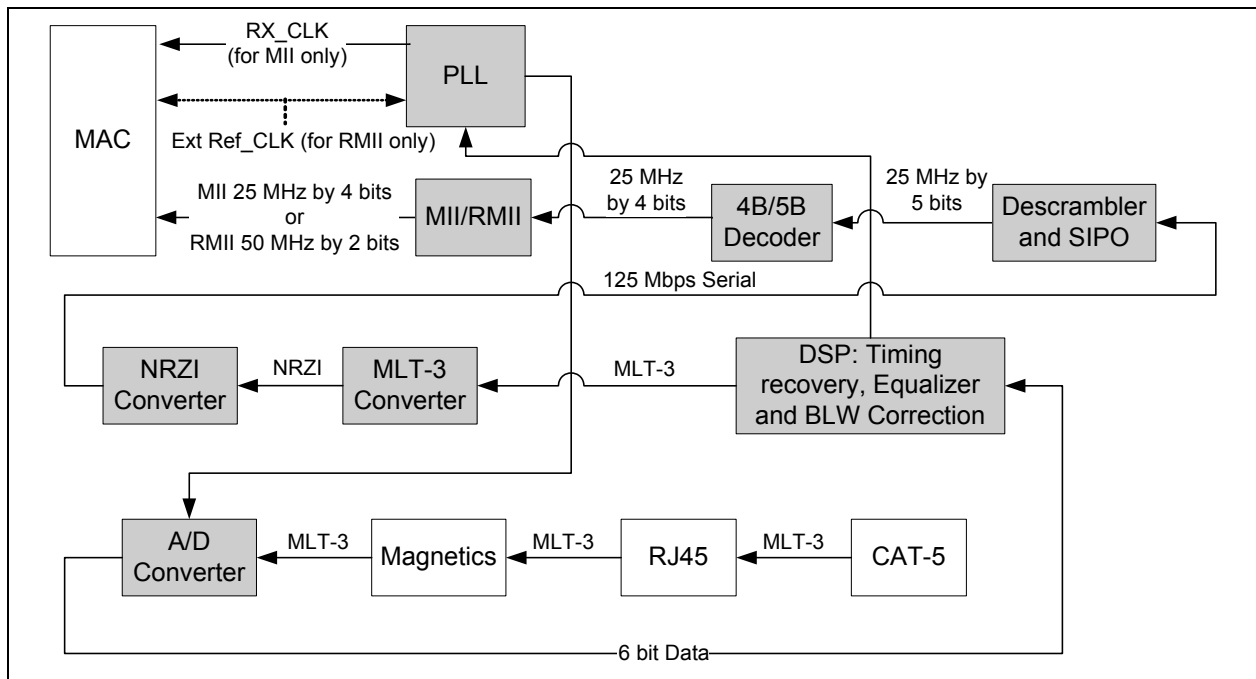 RX_CLK
(for MII only)
PLL
MAC
Ext Ref_CLK (for RMII only)
MII 25 MHz by 4 bits
or
RMII 50 MHz by 2 bits
MII/RMII
25 MHz
by 4 bits
4B/5B
Decoder
25 MHz by
5 bits
Descrambler
and SIPO
125 Mbps Serial
NRZI
Converter
NRZI
MLT-3
Converter
MLT-3
DSP: Timing
recovery, Equalizer
and BLW Correction
A/D
Converter
MLT-3
Magnetics
MLT-3
RJ45
MLT-3
CAT-5
6 bit Data